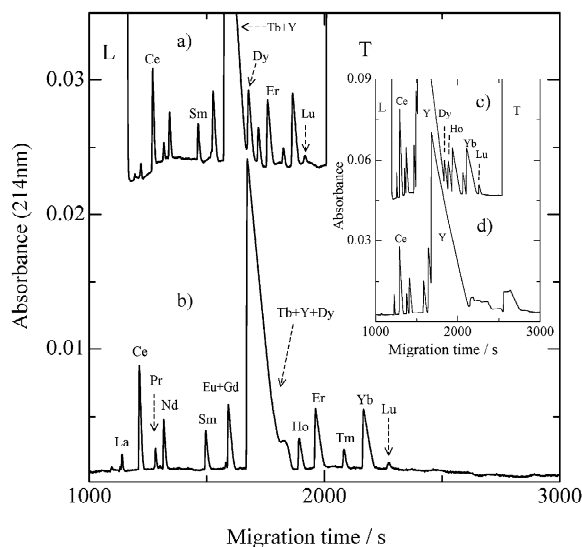 L
a)
Tb+Y
T
Ce
Dy
Sm
Er
Lu
0.03
0.02
0.01
Absorbance (214nm)
b)
Tb+Y+Dy
Ce
Pr
Nd
La
Sm
Eu+Gd
Ho
Er
Tm
Yb
Lu
1000
2000
3000
Migration time / s
0.09
0.06
0.03
Absorbance
L
Ce
Y
Dy
c)
Ho
T
Yb
Lu
d)
Ce
Y
1000
2000
3000
Migration time / s